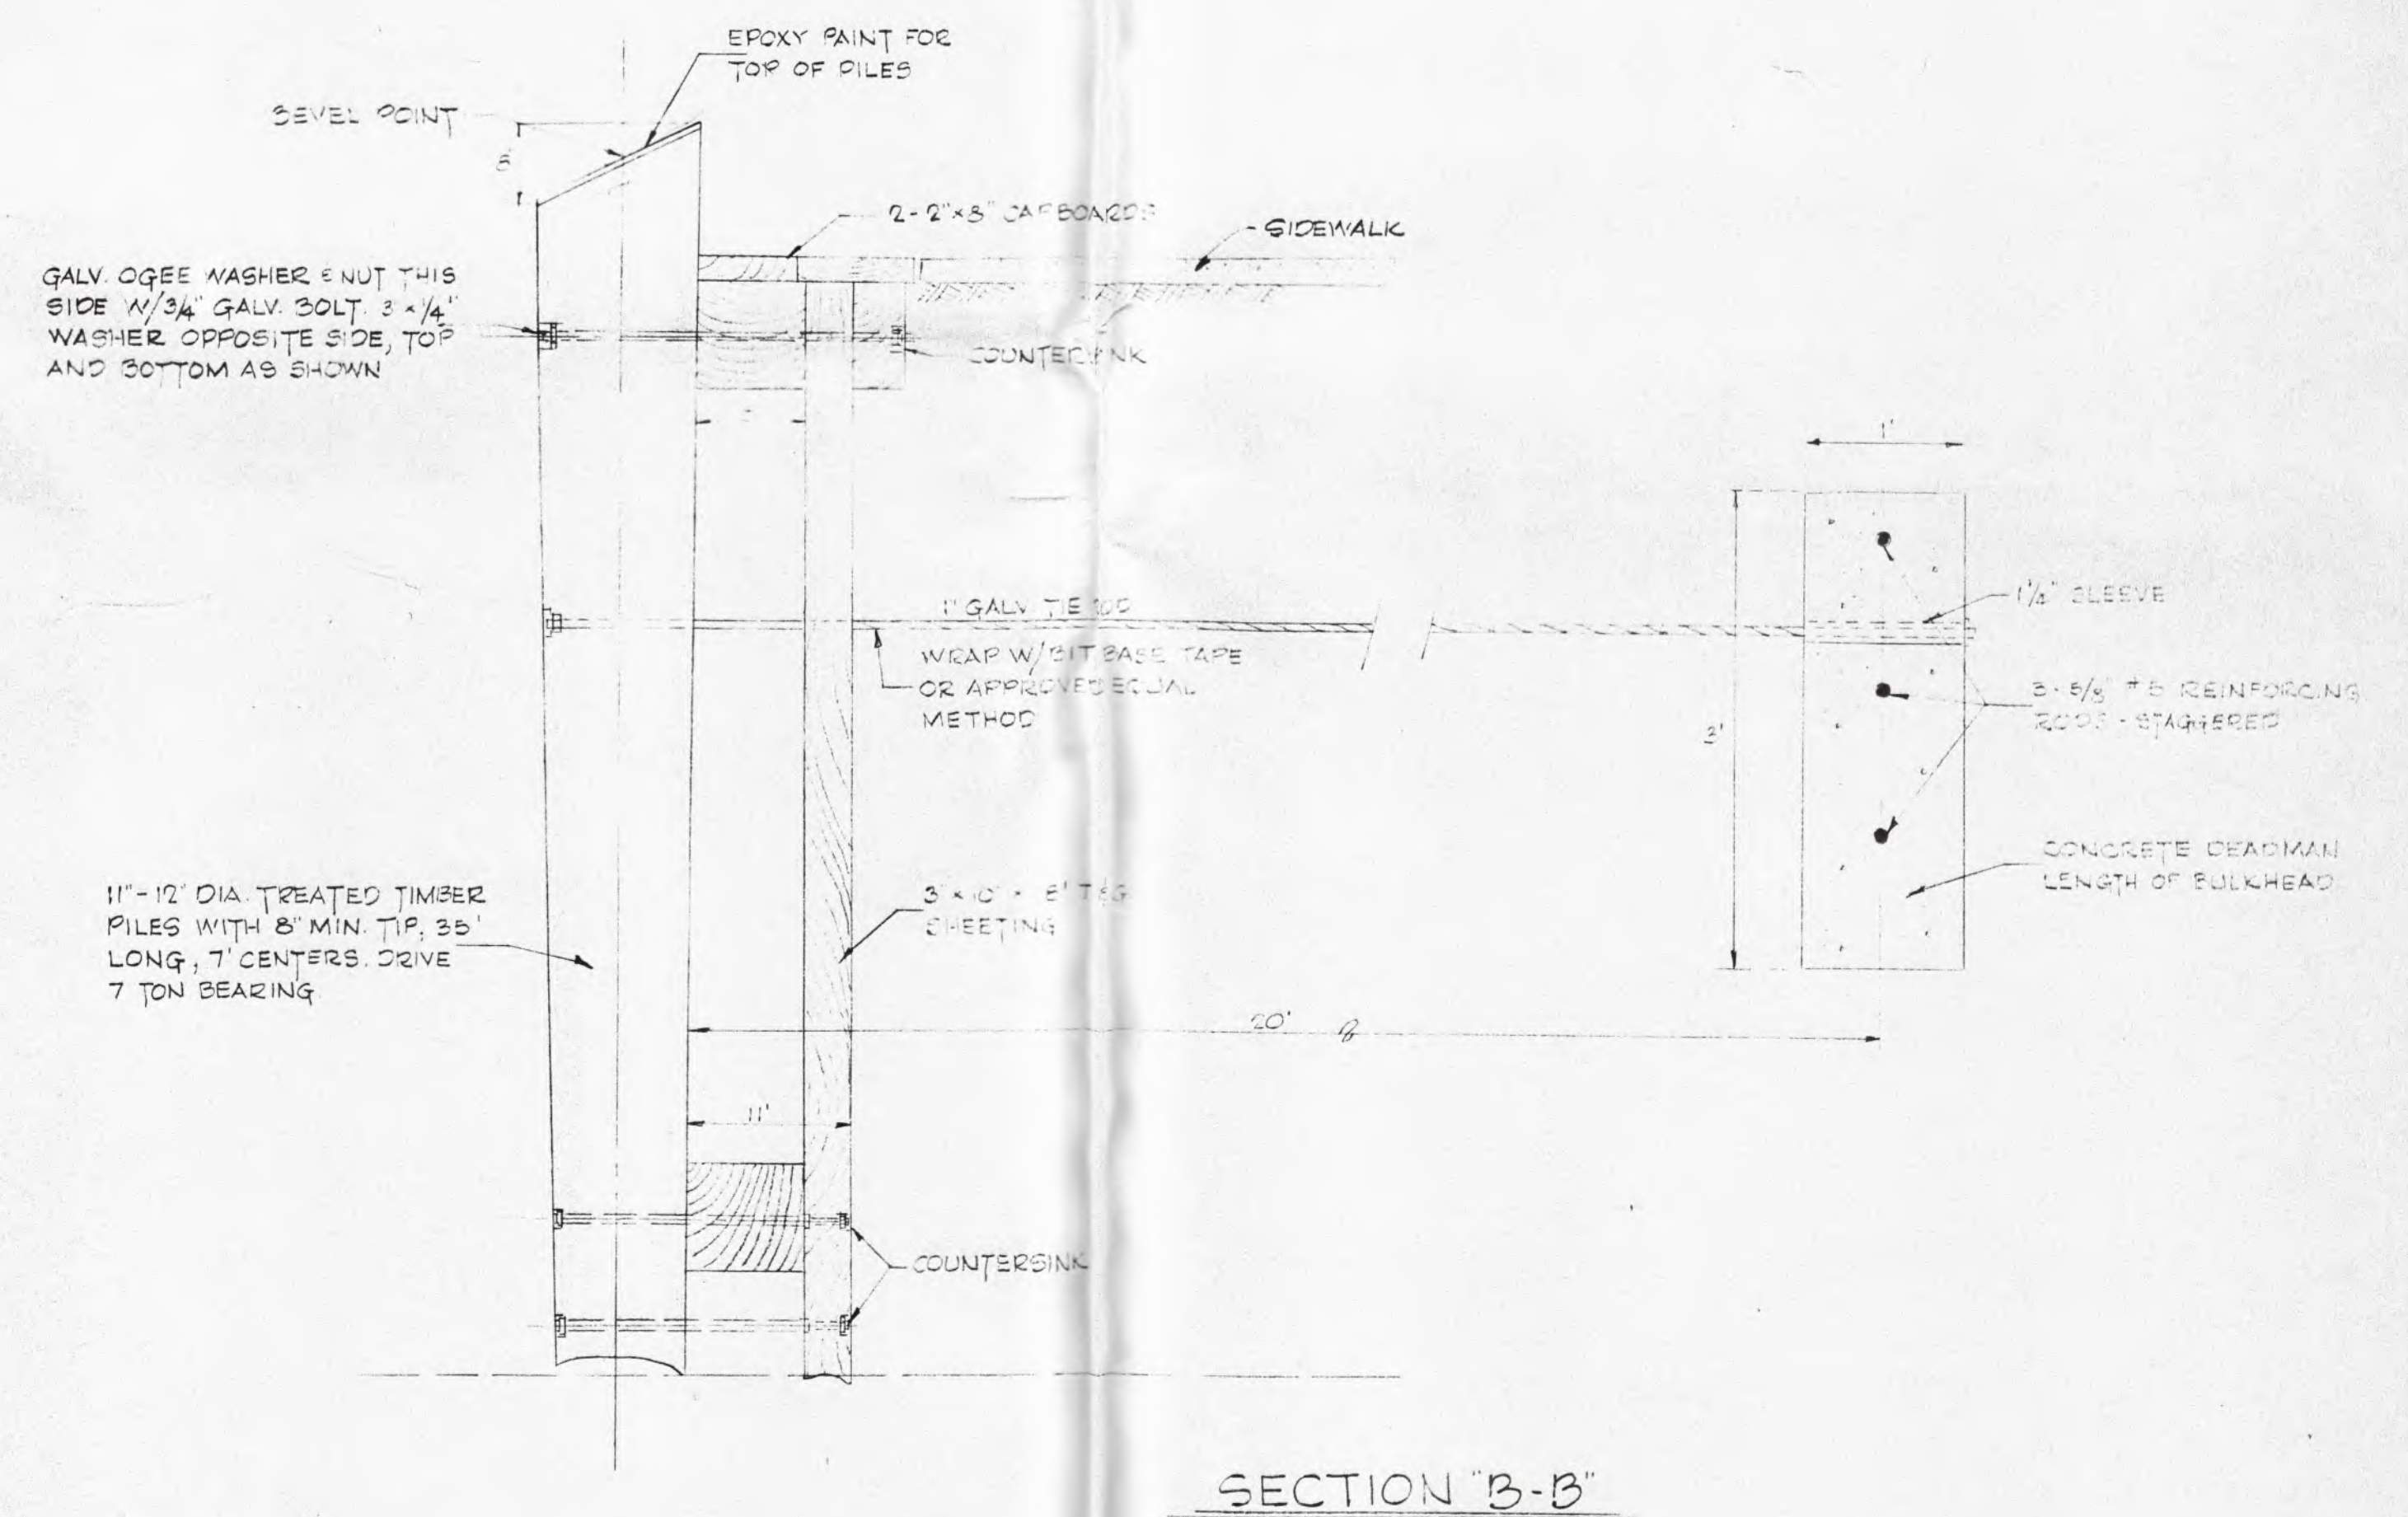 EPOXY PAINT FOR
TOP OF PILES
BEVEL POINT
2-2"x8" CAPBOARDS
SIDEWALK
GALV. OGEE WASHER & NUT THIS
SIDE W/3/4" GALV. BOLT. 3 x 1/4"
WASHER OPPOSITE SIDE, TOP
AND BOTTOM AS SHOWN
COUNTERSINK
1'
1" GALV TIE ROD
WRAP W/BIT BASE TAPE
OR APPROVED EQUAL
METHOD
1 1/4" SLEEVE
3-5/8" #5 REINFORCING
RODS - STAGGERED
3'
11"-12" DIA. TREATED TIMBER
PILES WITH 8" MIN. TIP, 35'
LONG, 7' CENTERS. DRIVE
7 TON BEARING
3" x 10" x T&G
SHEETING
CONCRETE DEADMAN
LENGTH OF BULKHEAD
20'
11"
COUNTERSINK
SECTION "B-B"